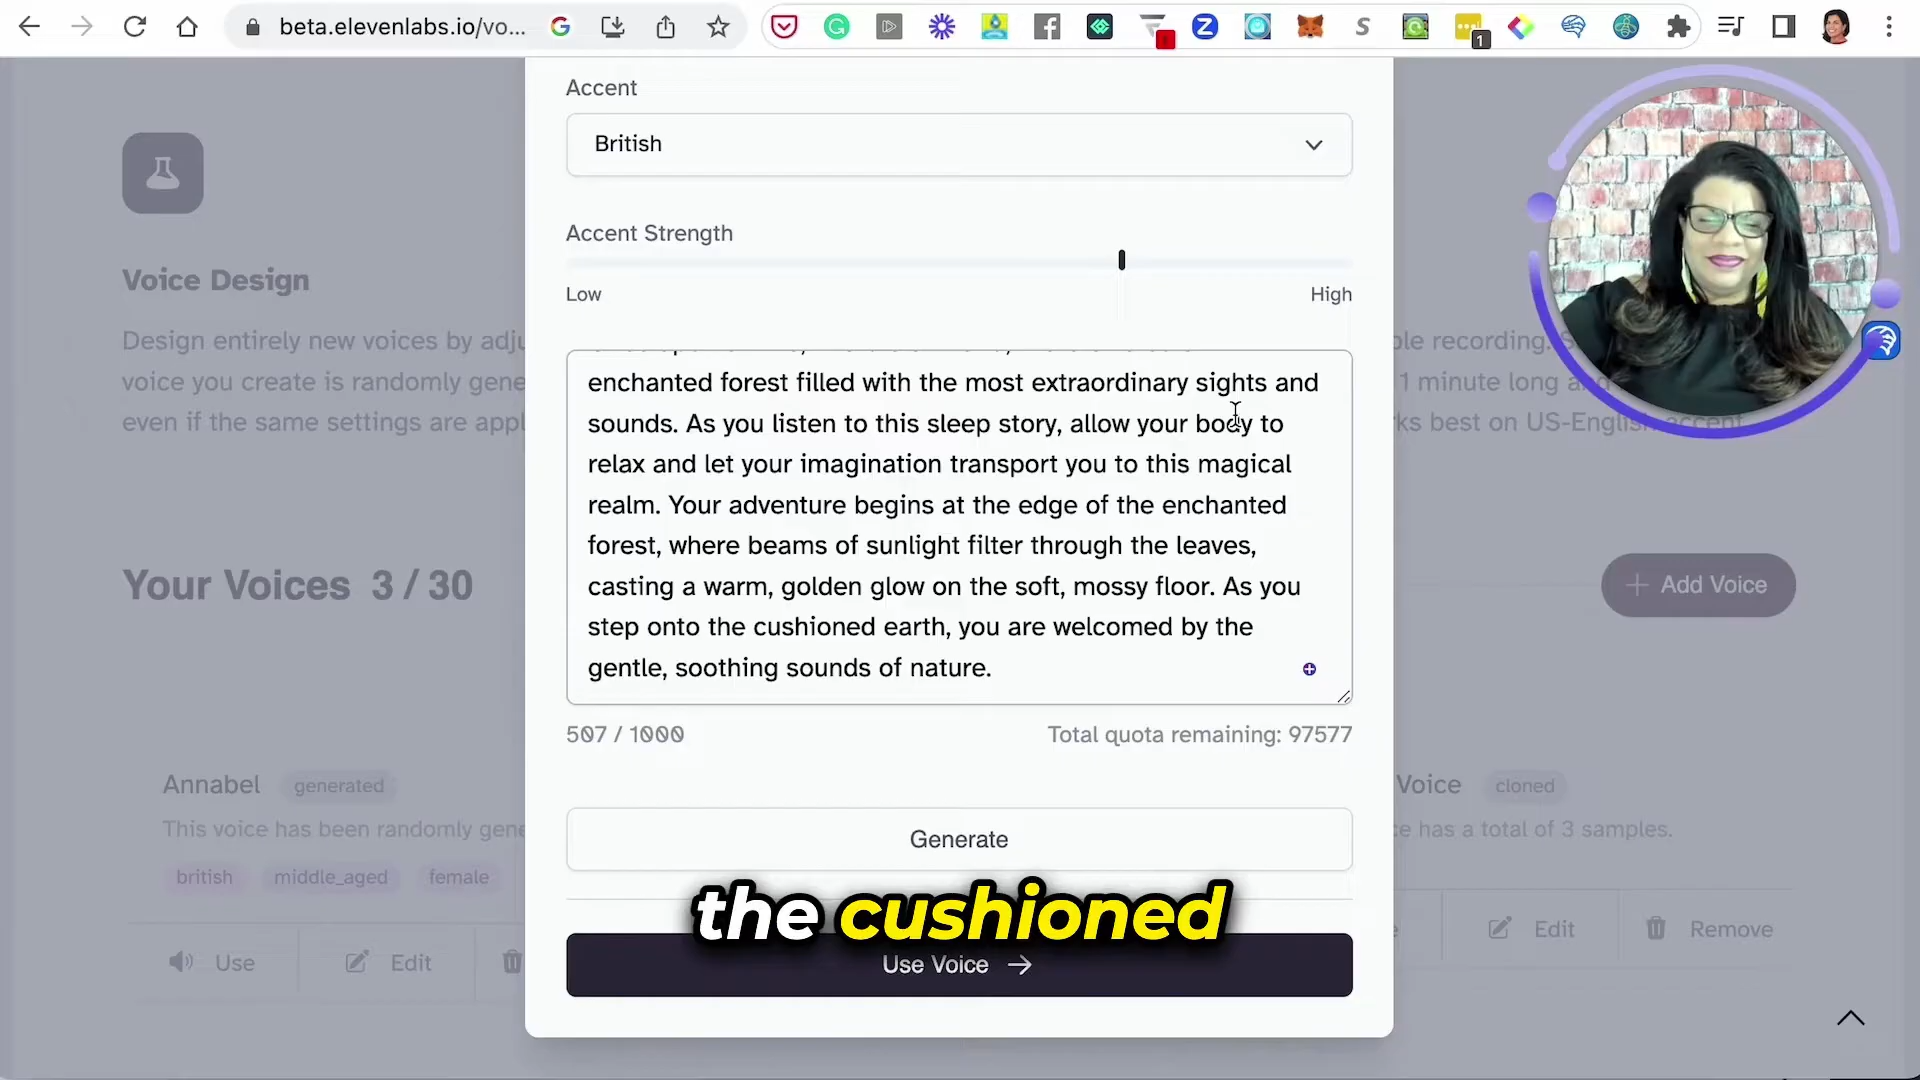 beta.elevenlabs.io/vo...
1
Accent
British
Accent Strength
Low
High
Voice Design
Design entirely new voices by adju
voice you create is randomly gene
even if the same settings are appl
ple recording. S
1 minute long a
ks best on US-English accent
enchanted forest filled with the most extraordinary sights and
sounds. As you listen to this sleep story, allow your body to
relax and let your imagination transport you to this magical
realm. Your adventure begins at the edge of the enchanted
forest, where beams of sunlight filter through the leaves,
casting a warm, golden glow on the soft, mossy floor. As you
step onto the cushioned earth, you are welcomed by the
gentle, soothing sounds of nature.
507 / 1000
Total quota remaining: 97577
Your Voices 3 / 30
Add Voice
Annabel generated
This voice has been randomly gene
british middle_aged female
Use
Edit
Voice cloned
ce has a total of 3 samples.
Edit
Remove
Generate
the cushioned
Use Voice